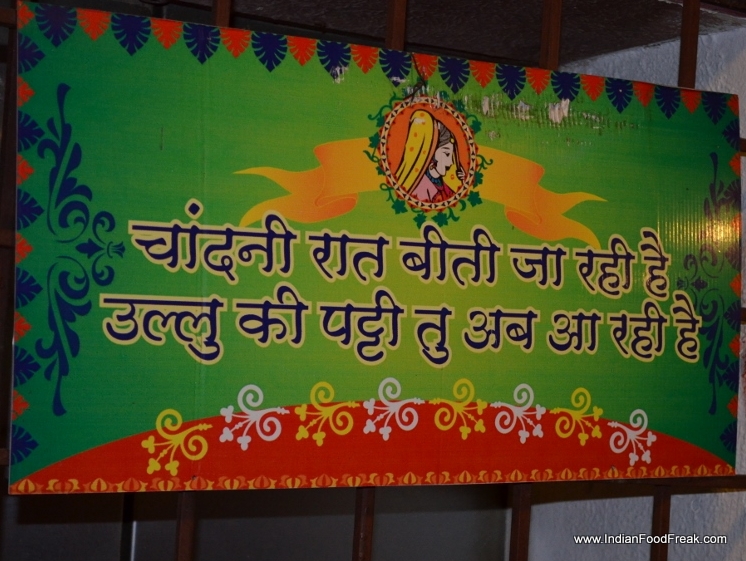 चांदनी रात बीती जा रही है
उल्लु की पट्टी तु अब आ रही है
www.IndianFoodFreak.com